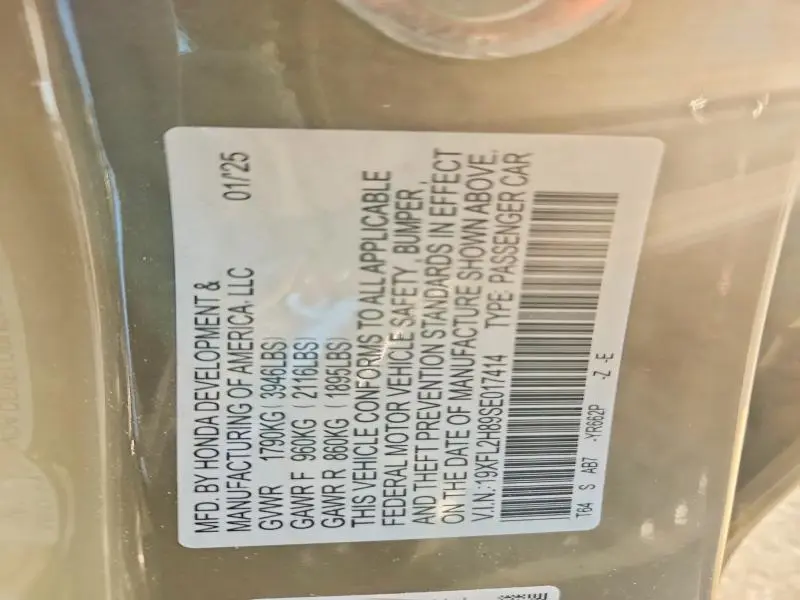 MFD. BY HONDA DEVELOPMENT &
MANUFACTURING OF AMERICA, LLC 01/25
GVWR 1790KG (3946LBS)
GAWR F 960KG (2116LBS)
GAWR R 860KG (1895LBS)
THIS VEHICLE CONFORMS TO ALL APPLICABLE
FEDERAL MOTOR VEHICLE SAFETY, BUMPER,
AND THEFT PREVENTION STANDARDS IN EFFECT
ON THE DATE OF MANUFACTURE SHOWN ABOVE.
V.I.N.:19XFL2H89SE017414 TYPE: PASSENGER CAR
T64 S AB7 -YR662P -Z -E